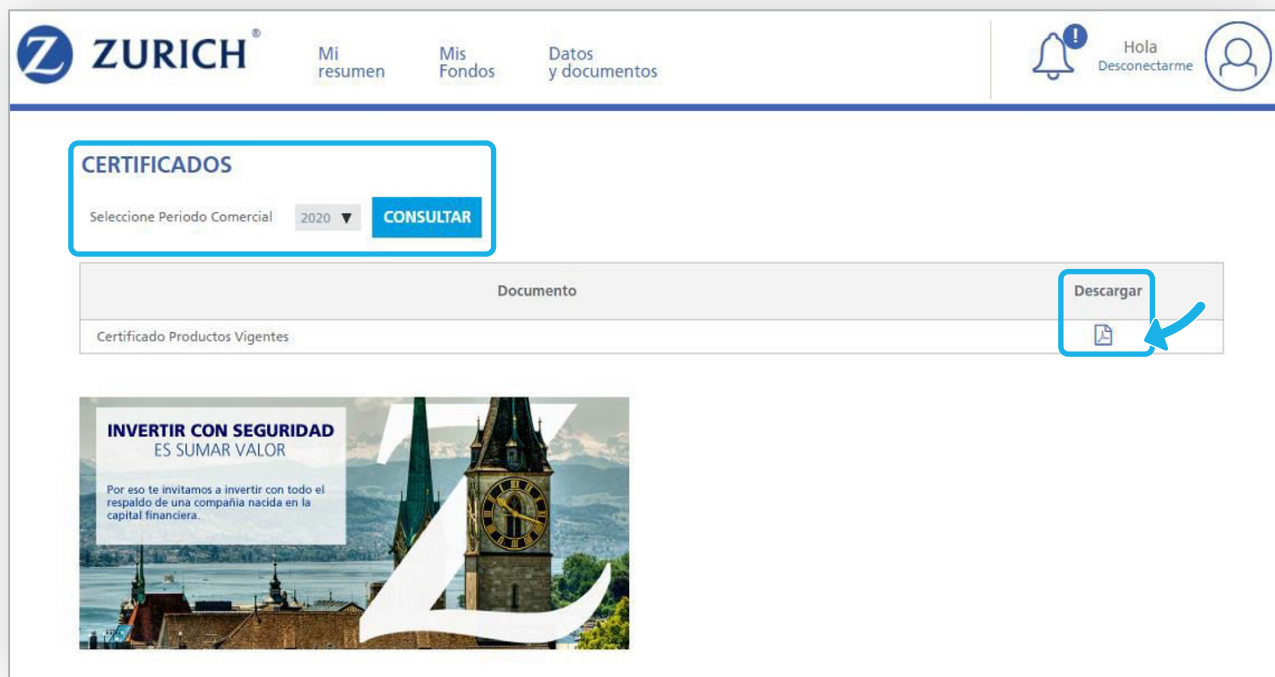 Z ZURICH®
Mi
resumen
Mis
Fondos
Datos
y documentos
!
Hola
Desconectarme
CERTIFICADOS
Seleccione Periodo Comercial 2020 ▼ CONSULTAR
Documento Descargar
Certificado Productos Vigentes
INVERTIR CON SEGURIDAD
ES SUMAR VALOR
Por eso te invitamos a invertir con todo el
respaldo de una compañia nacida en la
capital financiera.
Z